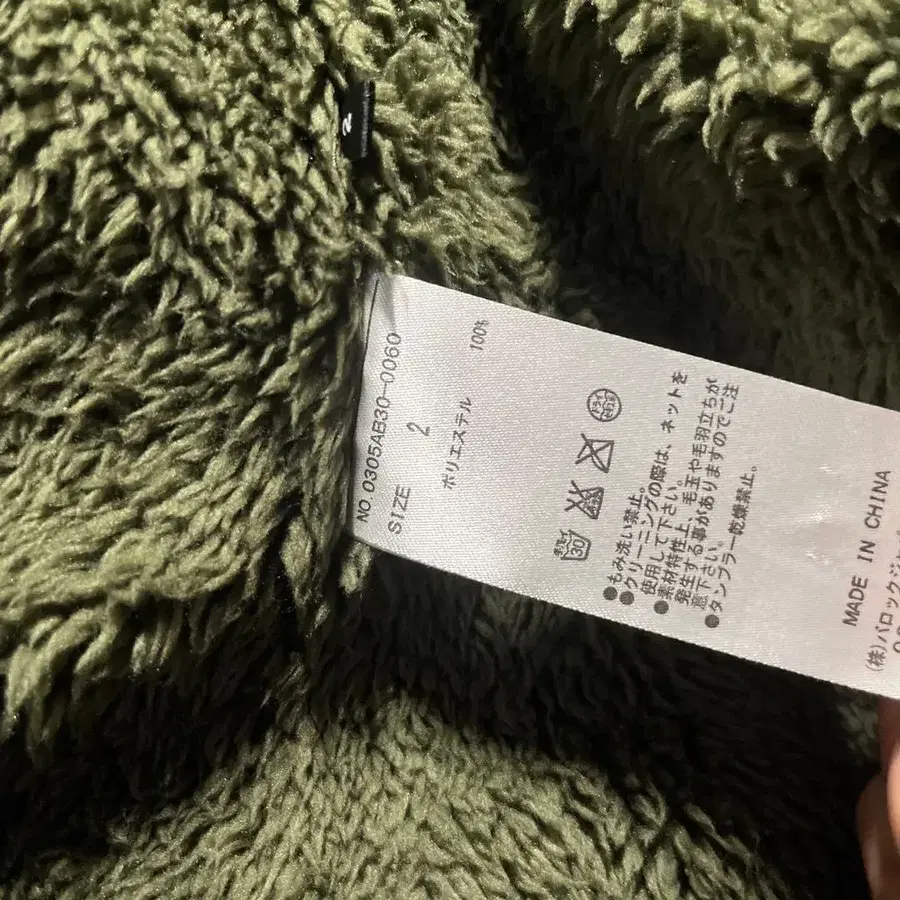 2
NO.0305AB30-0060
SIZE 2
ポリエステル 100%
30
●もみ洗い禁止。
●クリーニングの際は、ネットを
使用して下さい。
●素材特性上、毛玉や毛羽立ちが
発生する事がありますのでご注
意下さい。
●タンブラー乾燥禁止。
MADE IN CHINA
(株)バロックジャ